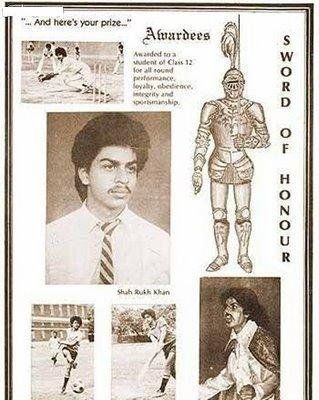 "... And here's your prize..."
Awardees
Awarded to a
student of Class 12
for all round
performance,
loyalty, obedience,
integrity and
sportsmanship.
SWORD OF HONOUR
Shah Rukh Khan